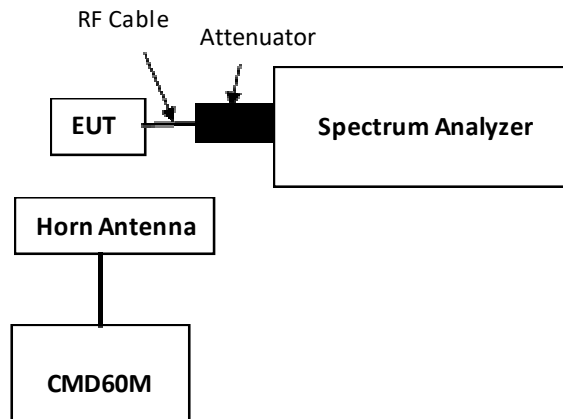 RF Cable
Attenuator
EUT
Spectrum Analyzer
Horn Antenna
CMD60M